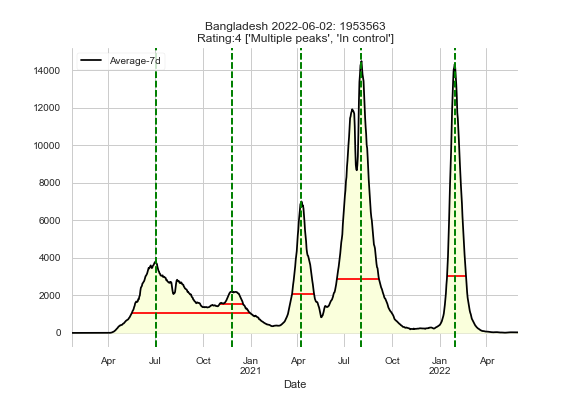 Bangladesh 2022-06-02: 1953563
Rating:4 ['Multiple peaks', 'In control']
Average-7d
14000
12000
10000
8000
6000
4000
2000
0
Apr Jul Oct Jan Apr Jul Oct Jan Apr
2021 2022
Date